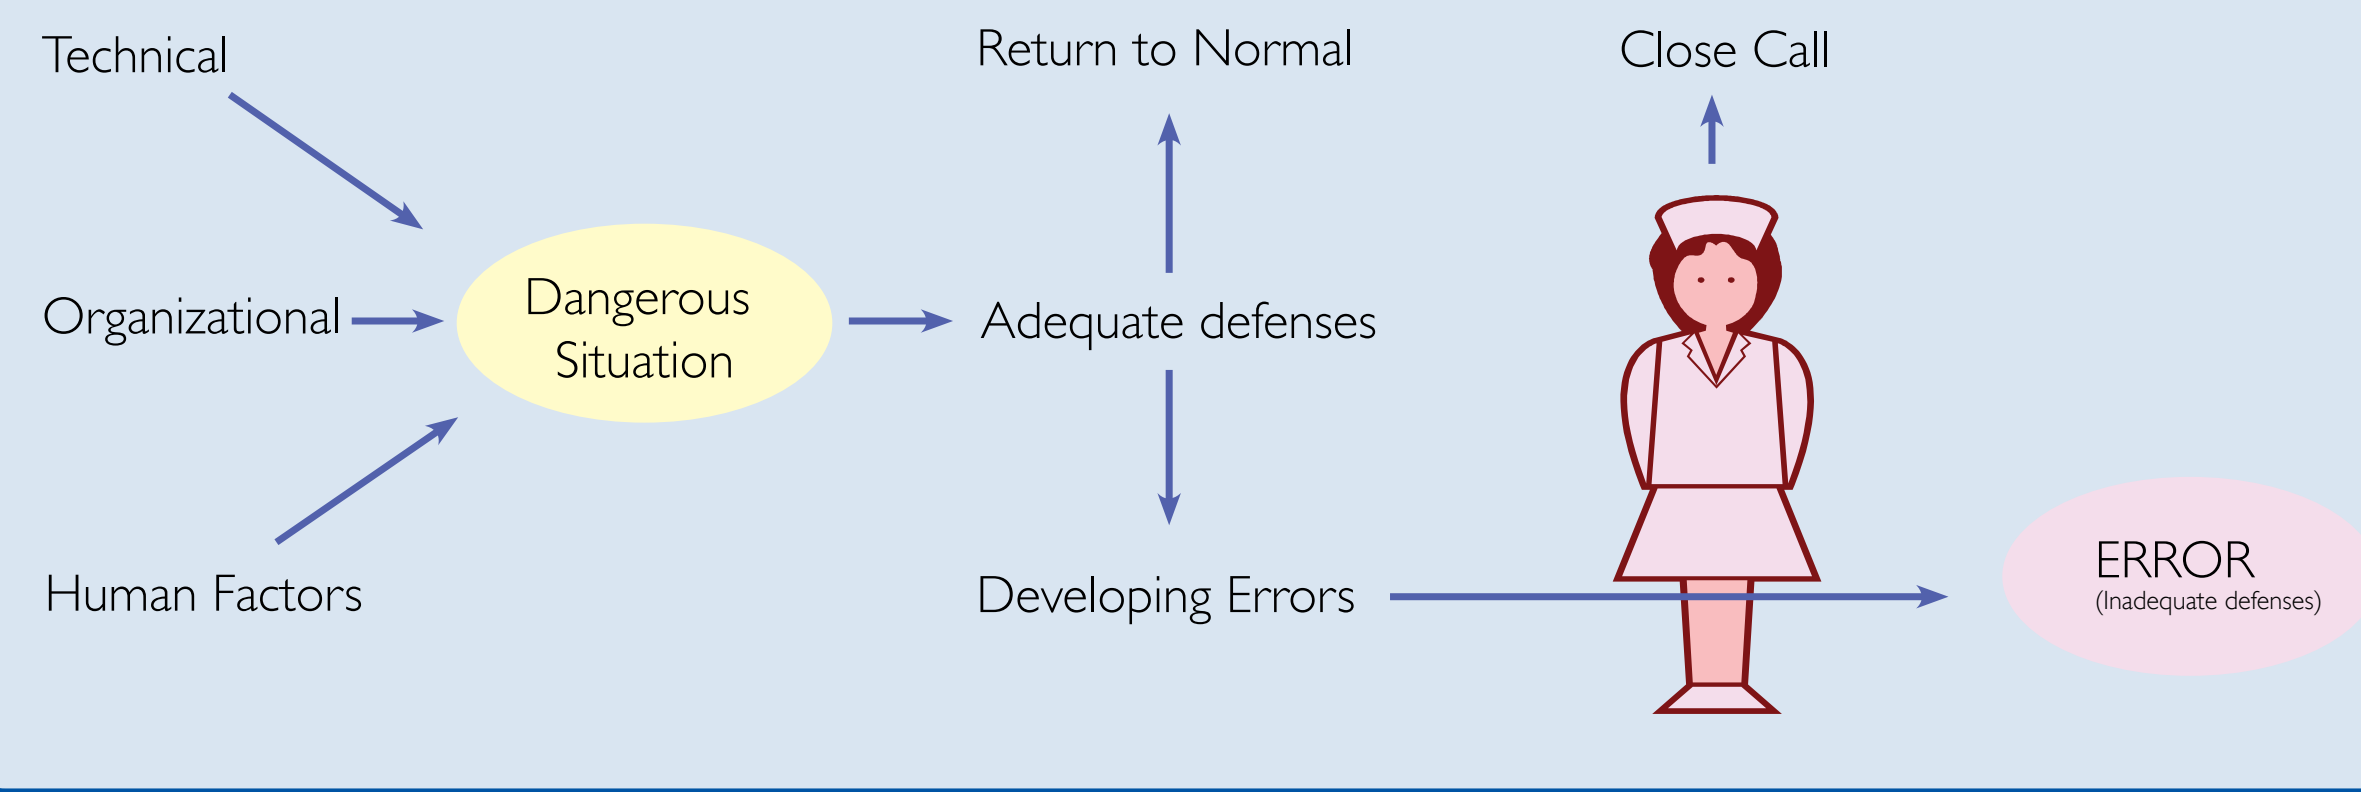 Technical
Organizational
Human Factors
Dangerous
Situation
Return to Normal
Adequate defenses
Developing Errors
Close Call
ERROR
(Inadequate defenses)